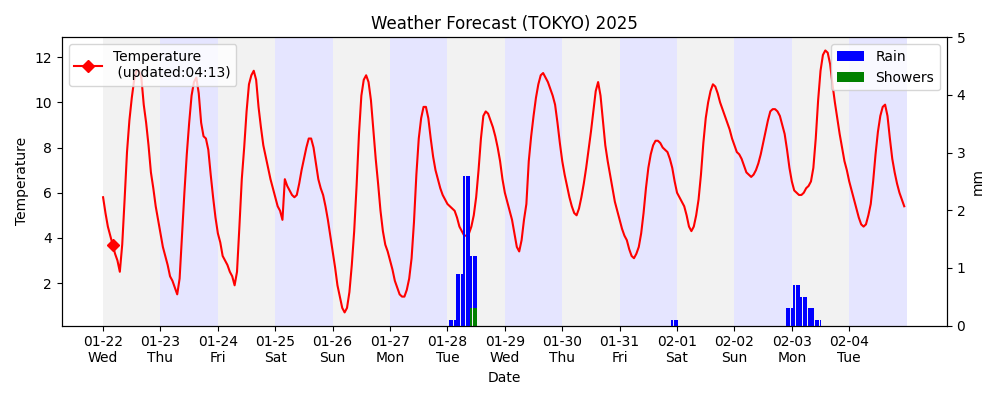 Weather Forecast (TOKYO) 2025
Temperature
(updated:04:13)
Rain
Showers
Temperature
12
10
8
6
4
2
5
4
3
2
1
0
mm
01-22 01-23 01-24 01-25 01-26 01-27 01-28 01-29 01-30 01-31 02-01 02-02 02-03 02-04
Wed Thu Fri Sat Sun Mon Tue Wed Thu Fri Sat Sun Mon Tue
Date